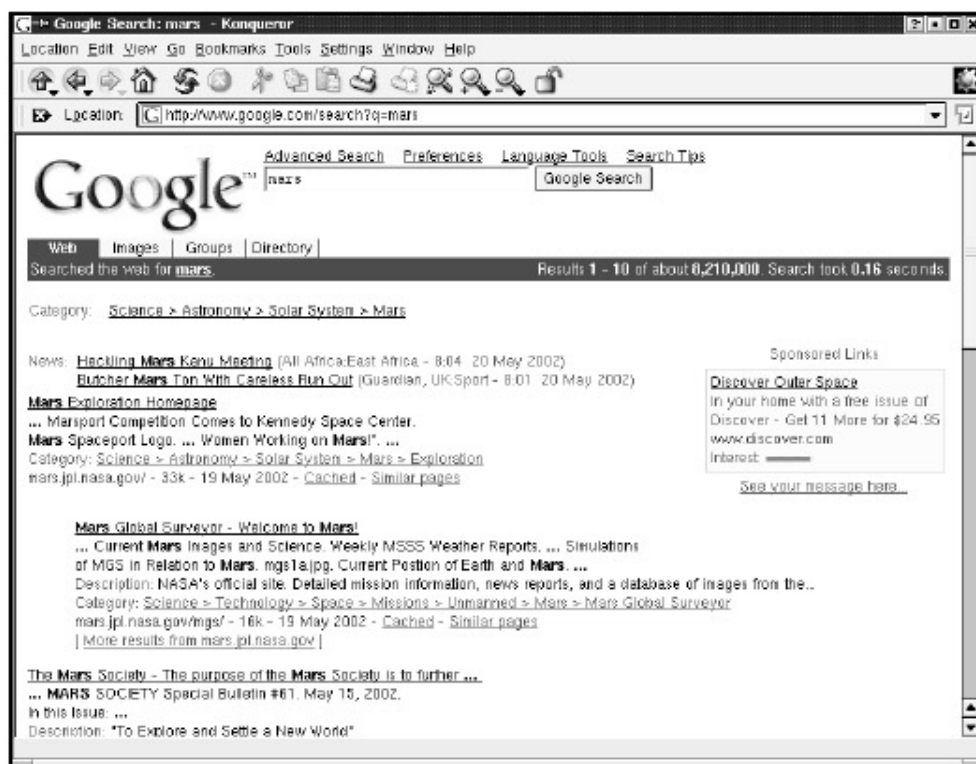 Google Search: mars - Konqueror
Location Edit View Go Bookmarks Tools Settings Window Help
Location: http://www.google.com/search?q=mars
Advanced Search Preferences Language Tools Search Tips
Google™ mars Google Search
Web Images Groups Directory
Searched the web for mars. Results 1 - 10 of about 8,210,000. Search took 0.16 seconds.
Category: Science > Astronomy > Solar System > Mars
News: Heckling Mars Kanu Meeting (All Africa:East Africa - 8:04 20 May 2002)
Butcher Mars Ton With Careless Run Out (Guardian, UK:Sport - 8:01 20 May 2002)
Mars Exploration Homepage
... Marsport Competition Comes to Kennedy Space Center.
Mars Spaceport Logo. ... Women Working on Mars!". ...
Category: Science > Astronomy > Solar System > Mars > Exploration
mars.jpl.nasa.gov/ - 33k - 19 May 2002 - Cached - Similar pages
Mars Global Surveyor - Welcome to Mars!
... Current Mars Images and Science. Weekly MSSS Weather Reports. ... Simulations
of MGS in Relation to Mars. mgs1a.jpg. Current Postion of Earth and Mars. ...
Description: NASA's official site. Detailed mission information, news reports, and a database of images from the...
Category: Science > Technology > Space > Missions > Unmanned > Mars > Mars Global Surveyor
mars.jpl.nasa.gov/mgs/ - 16k - 19 May 2002 - Cached - Similar pages
[ More results from mars.jpl.nasa.gov ]
The Mars Society - The purpose of the Mars Society is to further ...
... MARS SOCIETY Special Bulletin #61. May 15, 2002.
In this Issue: ...
Description: "To Explore and Settle a New World"
Sponsored Links
Discover Outer Space
In your home with a free issue of
Discover - Get 11 More for $24.95
www.discover.com
Interest:
See your message here...